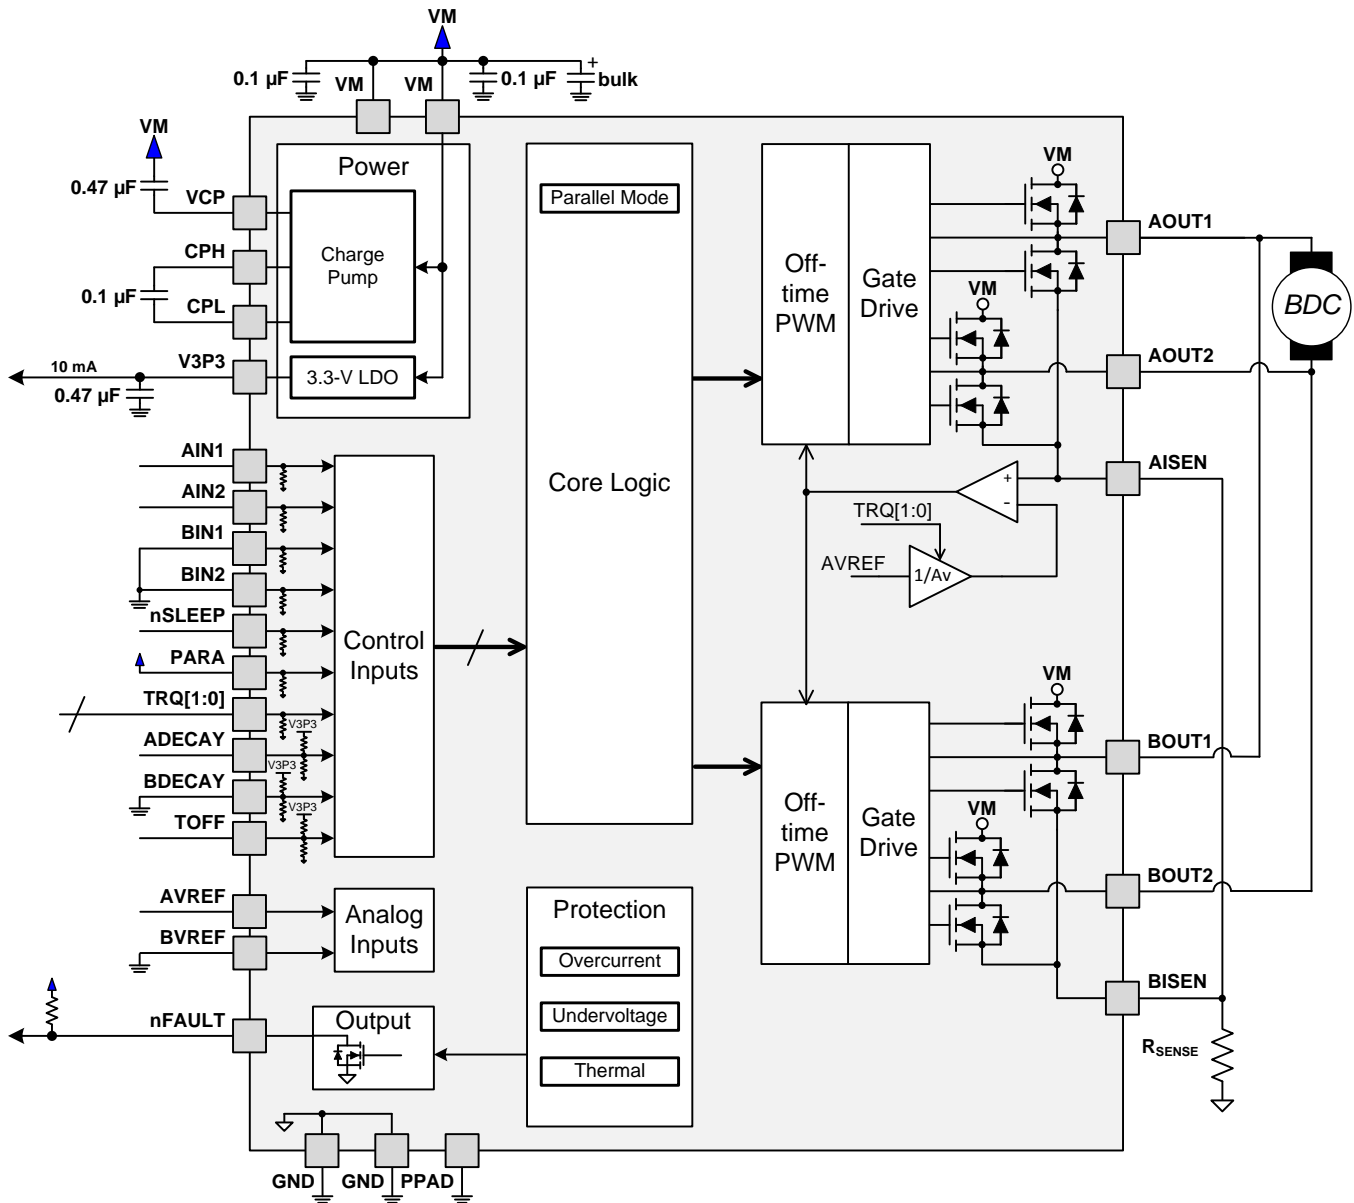 VM
0.1 µF
VM
VM
0.1 µF
+
bulk
VM
0.47 µF
VCP
CPH
0.1 µF
CPL
V3P3
10 mA
0.47 µF
Power
Charge
Pump
3.3-V LDO
AIN1
AIN2
BIN1
BIN2
nSLEEP
PARA
TRQ[1:0]
ADECAY
BDECAY
TOFF
V3P3
V3P3
V3P3
Control
Inputs
AVREF
BVREF
Analog
Inputs
nFAULT
Output
GND
GND
PPAD
Parallel Mode
Core Logic
Protection
Overcurrent
Undervoltage
Thermal
Off-
time
PWM
Gate
Drive
VM
VM
AOUT1
BDC
AOUT2
AISEN
+
-
TRQ[1:0]
AVREF
1/Av
Off-
time
PWM
Gate
Drive
VM
VM
BOUT1
BOUT2
BISEN
RSENSE